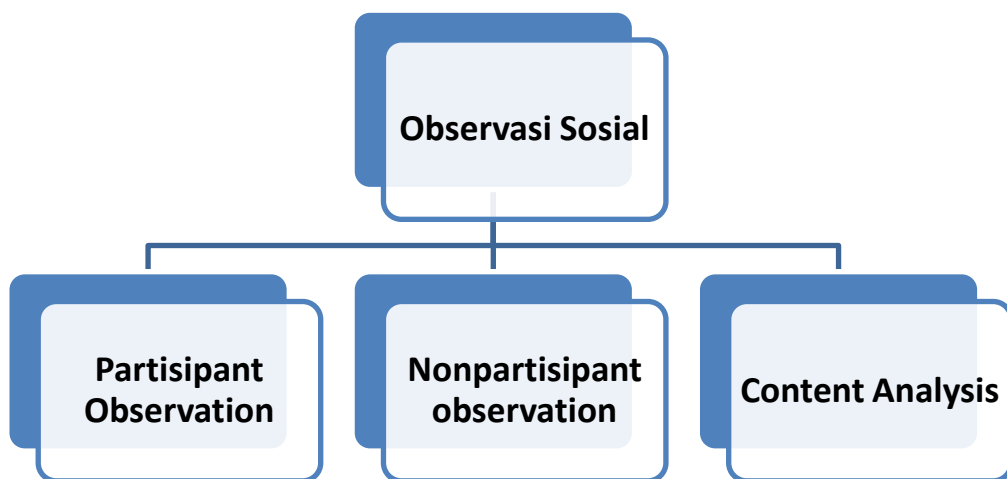 Observasi Sosial
Partisipant
Observation
Nonpartisipant
observation
Content Analysis